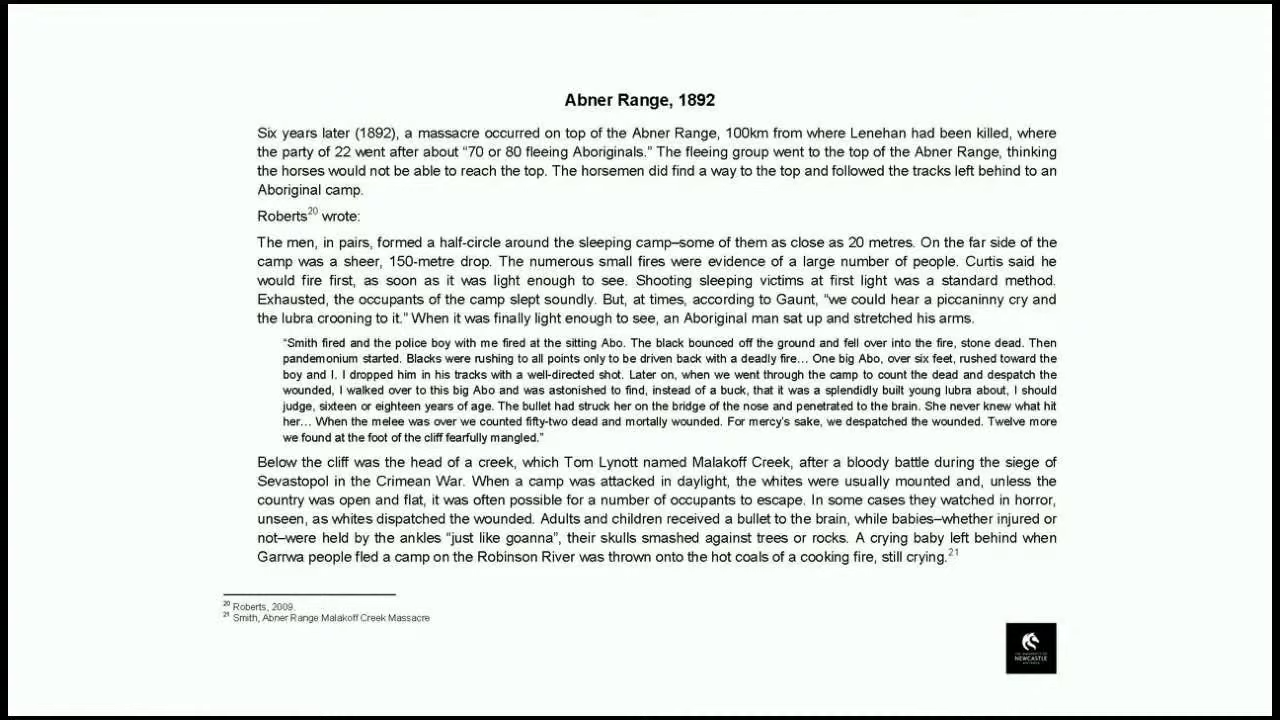 Abner Range, 1892
Six years later (1892), a massacre occurred on top of the Abner Range, 100km from where Lenehan had been killed, where
the party of 22 went after about “70 or 80 fleeing Aboriginals.” The fleeing group went to the top of the Abner Range, thinking
the horses would not be able to reach the top. The horsemen did find a way to the top and followed the tracks left behind to an
Aboriginal camp.
Roberts20 wrote:
The men, in pairs, formed a half-circle around the sleeping camp–some of them as close as 20 metres. On the far side of the
camp was a sheer, 150-metre drop. The numerous small fires were evidence of a large number of people. Curtis said he
would fire first, as soon as it was light enough to see. Shooting sleeping victims at first light was a standard method.
Exhausted, the occupants of the camp slept soundly. But, at times, according to Gaunt, “we could hear a piccaninny cry and
the lubra crooning to it.” When it was finally light enough to see, an Aboriginal man sat up and stretched his arms.
“Smith fired and the police boy with me fired at the sitting Abo. The black bounced off the ground and fell over into the fire, stone dead. Then
pandemonium started. Blacks were rushing to all points only to be driven back with a deadly fire… One big Abo, over six feet, rushed toward the
boy and I. I dropped him in his tracks with a well-directed shot. Later on, when we went through the camp to count the dead and despatch the
wounded, I walked over to this big Abo and was astonished to find, instead of a buck, that it was a splendidly built young lubra about, I should
judge, sixteen or eighteen years of age. The bullet had struck her on the bridge of the nose and penetrated to the brain. She never knew what hit
her… When the melee was over we counted fifty-two dead and mortally wounded. For mercy’s sake, we despatched the wounded. Twelve more
we found at the foot of the cliff fearfully mangled.”
Below the cliff was the head of a creek, which Tom Lynott named Malakoff Creek, after a bloody battle during the siege of
Sevastopol in the Crimean War. When a camp was attacked in daylight, the whites were usually mounted and, unless the
country was open and flat, it was often possible for a number of occupants to escape. In some cases they watched in horror,
unseen, as whites dispatched the wounded. Adults and children received a bullet to the brain, while babies–whether injured or
not–were held by the ankles “just like goanna”, their skulls smashed against trees or rocks. A crying baby left behind when
Garrwa people fled a camp on the Robinson River was thrown onto the hot coals of a cooking fire, still crying.21
20 Roberts, 2009.
21 Smith, Abner Range Malakoff Creek Massacre
THE UNIVERSITY OF
NEWCASTLE
AUSTRALIA